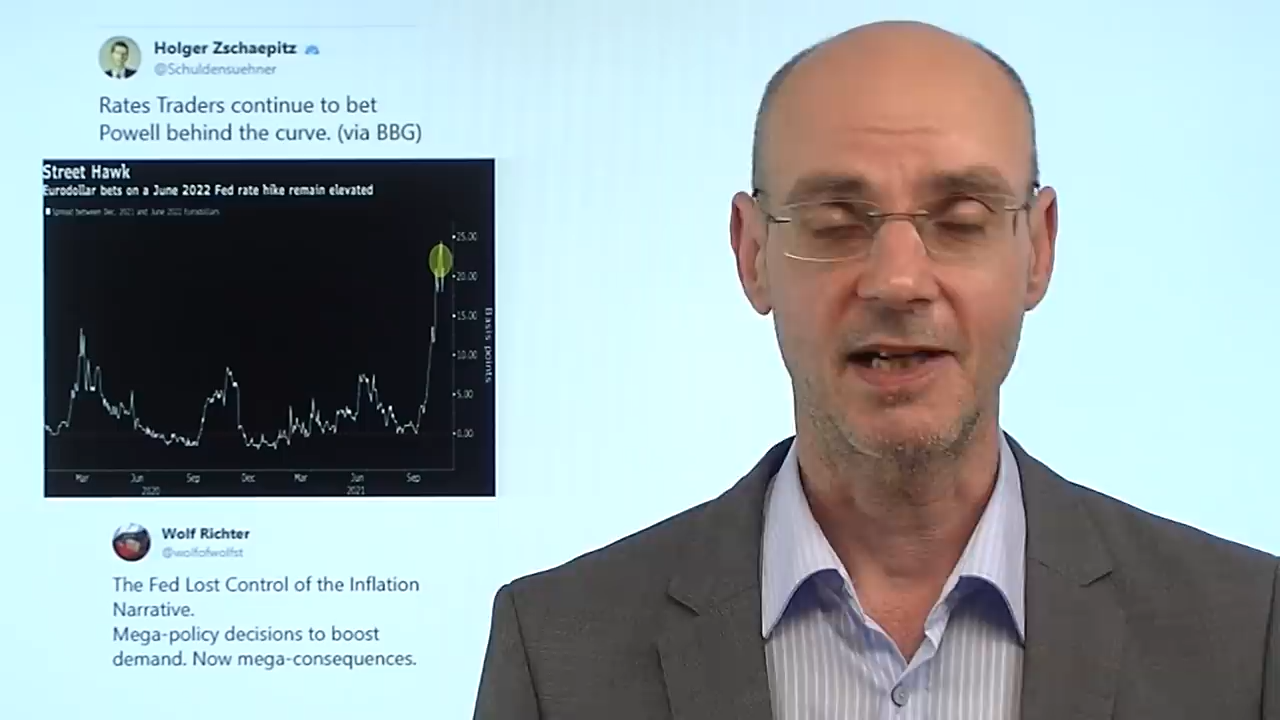 Holger Zschaepitz
@Schuldensuehner
Rates Traders continue to bet
Powell behind the curve. (via BBG)
Street Hawk
Eurodollar bets on a June 2022 Fed rate hike remain elevated
Spread between Dec. 2021 and June 2022 Eurodollars
25.00
20.00
15.00
10.00
5.00
0.00
Basis points
Mar Jun Sep Dec Mar Jun Sep
2020 2021
Wolf Richter
@wolfofwolfst
The Fed Lost Control of the Inflation
Narrative.
Mega-policy decisions to boost
demand. Now mega-consequences.